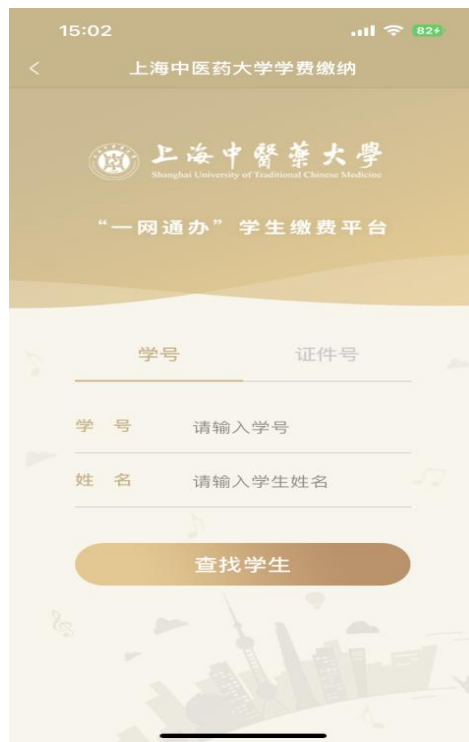 15:02
82
上海中医药大学学费缴纳
上海中醫藥大學
Shanghai University of Traditional Chinese Medicine
“一网通办”学生缴费平台
学号 证件号
学 号 请输入学号
姓 名 请输入学生姓名
查找学生